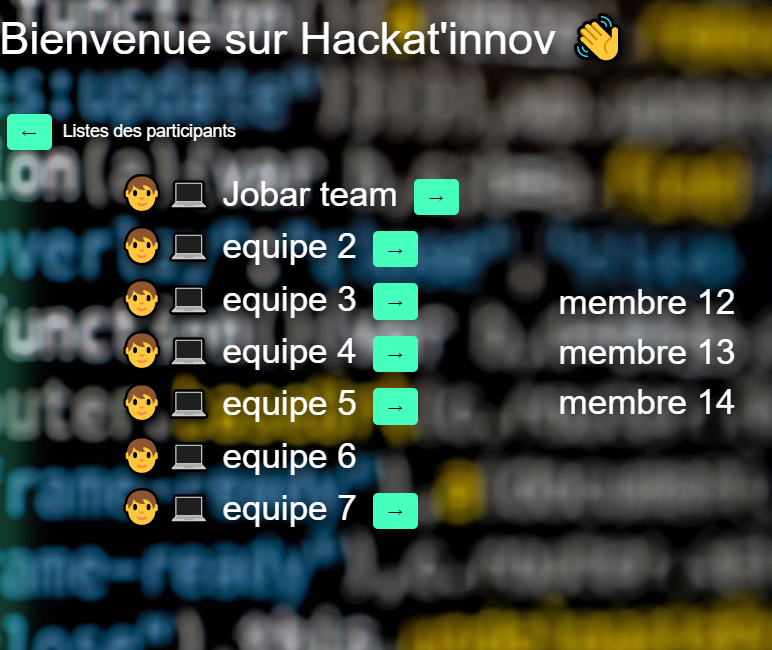 Bienvenue sur Hackat'innov 👋
← Listes des participants
🧑 💻 Jobar team →
🧑 💻 equipe 2 →
🧑 💻 equipe 3 →
🧑 💻 equipe 4 →
🧑 💻 equipe 5 →
🧑 💻 equipe 6
🧑 💻 equipe 7 →
membre 12
membre 13
membre 14